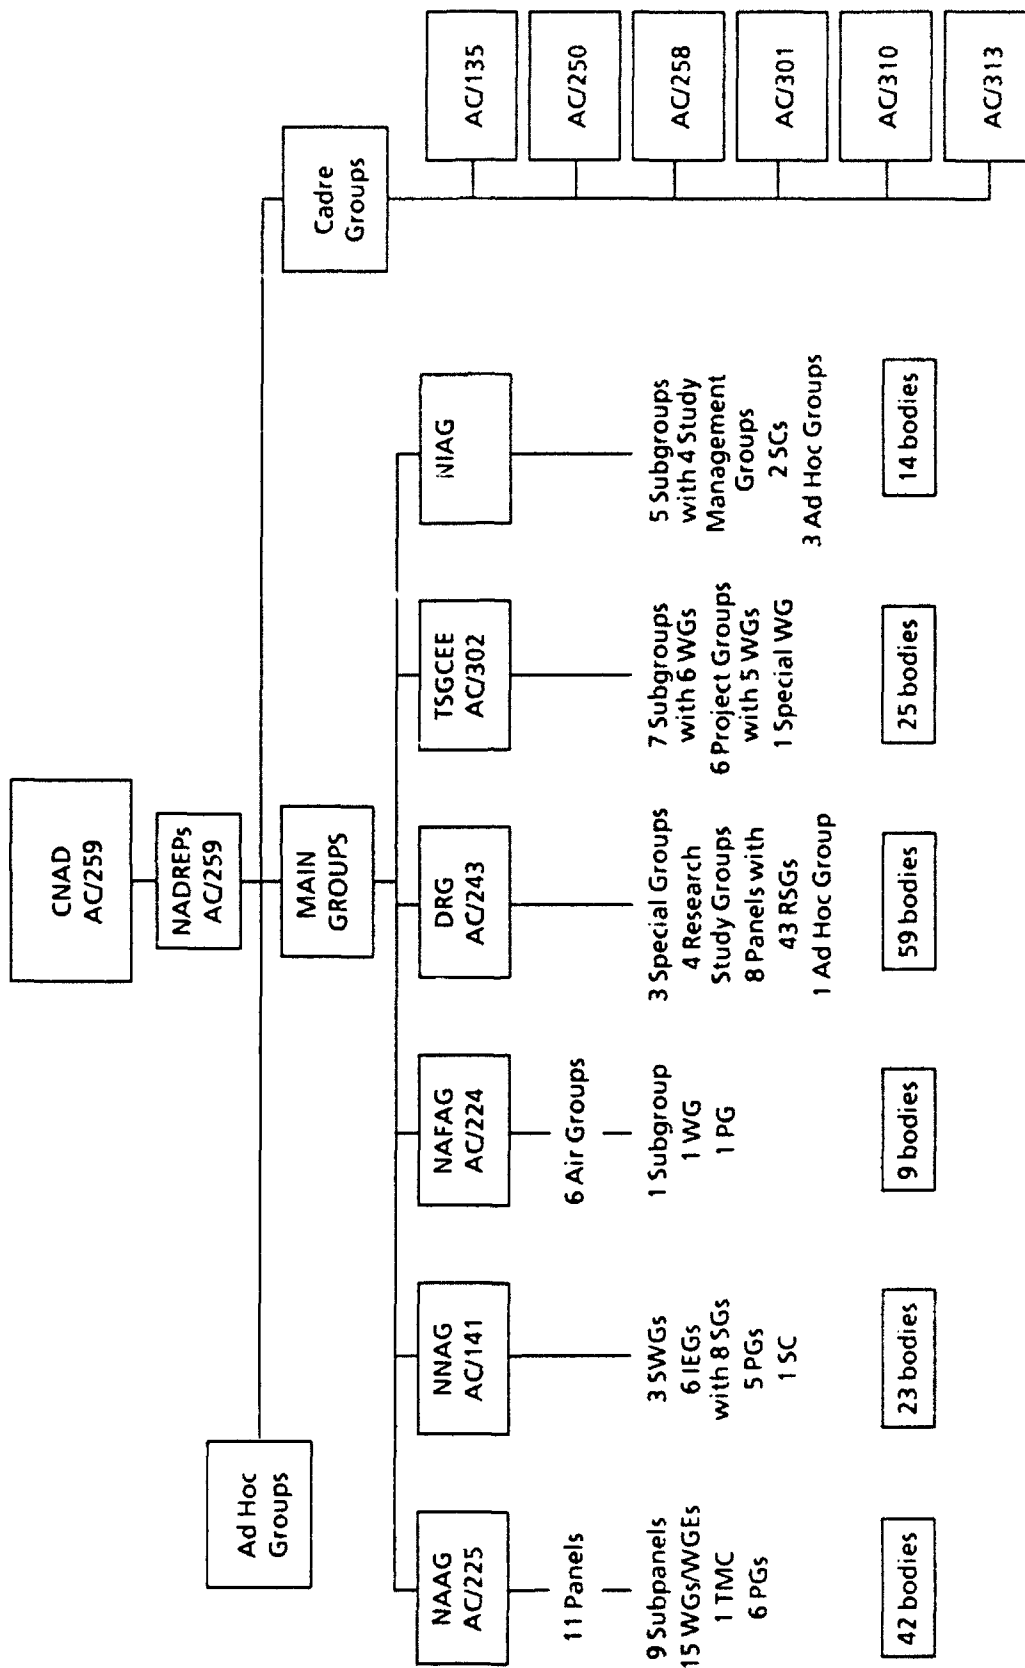 CNAD
AC/259
NADREPs
AC/259
Ad Hoc
Groups
MAIN
GROUPS
Cadre
Groups
NAAG
AC/225
NNAG
AC/141
NAFAG
AC/224
DRG
AC/243
TSGCEE
AC/302
NIAG
AC/135
AC/250
AC/258
AC/301
AC/310
AC/313
11 Panels
9 Subpanels
15 WGs/WGEs
1 TMC
6 PGs
3 SWGs
6 IEGs
with 8 SGs
5 PGs
1 SC
6 Air Groups
1 Subgroup
1 WG
1 PG
3 Special Groups
4 Research
Study Groups
8 Panels with
43 RSGs
1 Ad Hoc Group
7 Subgroups
with 6 WGs
6 Project Groups
with 5 WGs
1 Special WG
5 Subgroups
with 4 Study
Management
Groups
2 SCs
3 Ad Hoc Groups
42 bodies
23 bodies
9 bodies
59 bodies
25 bodies
14 bodies